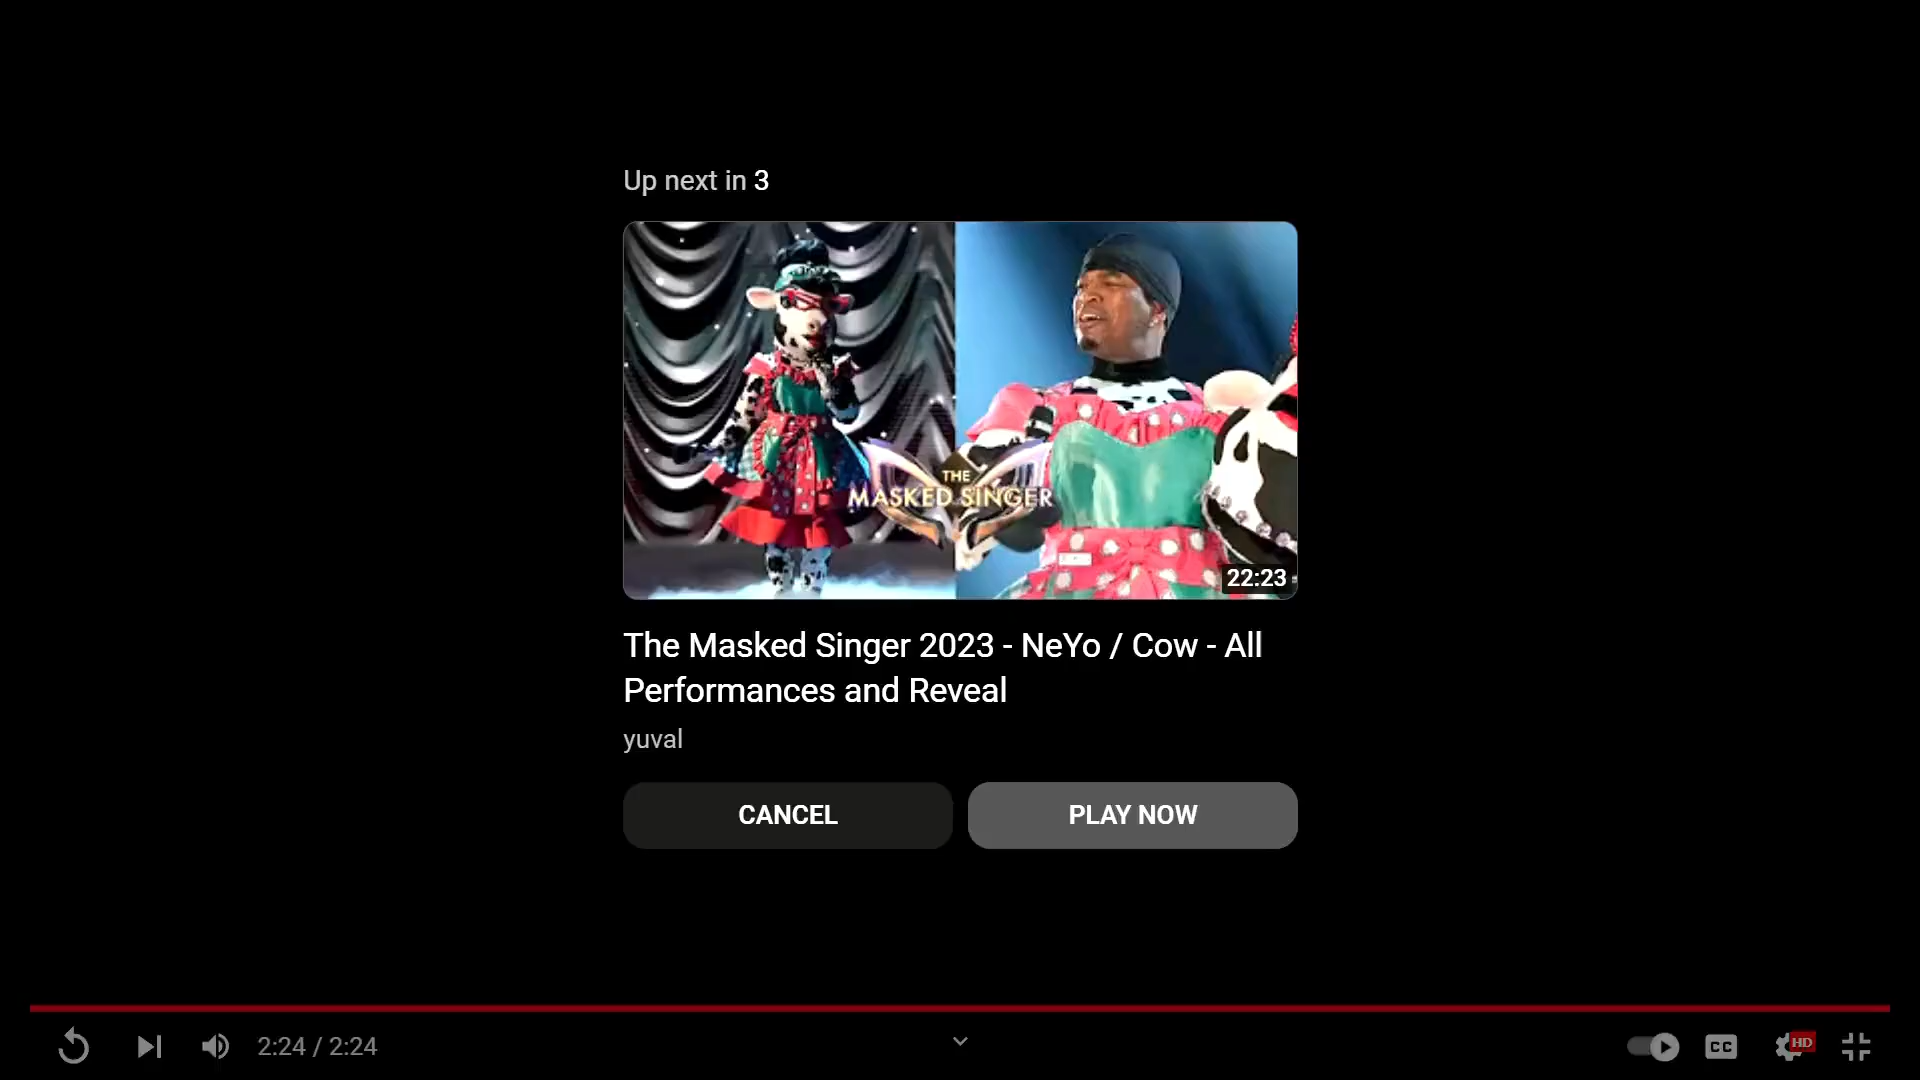 Up next in 3
THE
MASKED SINGER
22:23
The Masked Singer 2023 - NeYo / Cow - All
Performances and Reveal
yuval
CANCEL
PLAY NOW
2:24 / 2:24
CC
HD